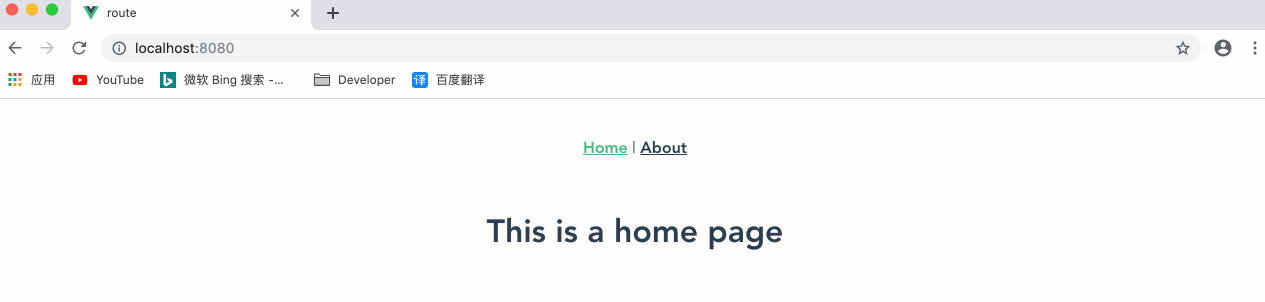 route
localhost:8080
应用 YouTube 微软 Bing 搜索 -... Developer 译 百度翻译
Home | About
This is a home page